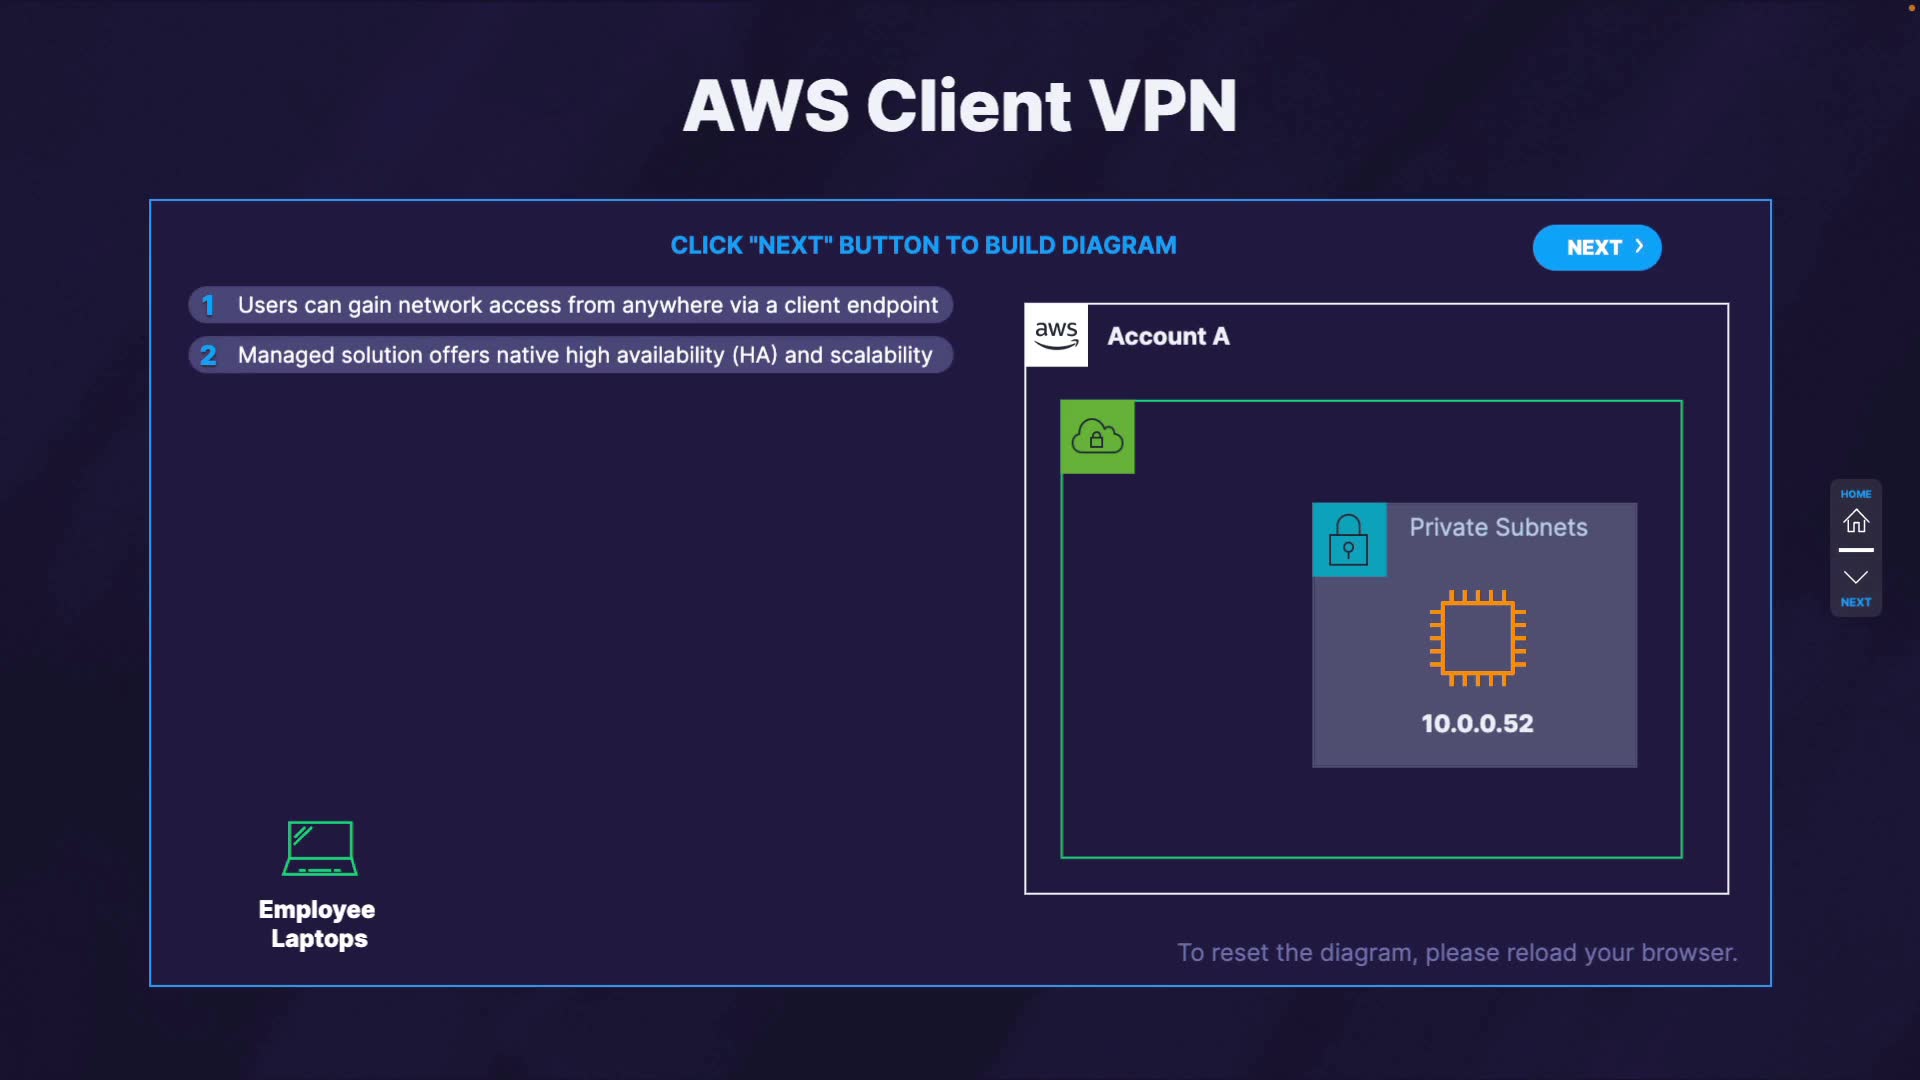 AWS Client VPN
CLICK "NEXT" BUTTON TO BUILD DIAGRAM
NEXT
1 Users can gain network access from anywhere via a client endpoint
2 Managed solution offers native high availability (HA) and scalability
aws
Account A
Private Subnets
10.0.0.52
HOME
NEXT
Employee
Laptops
To reset the diagram, please reload your browser.